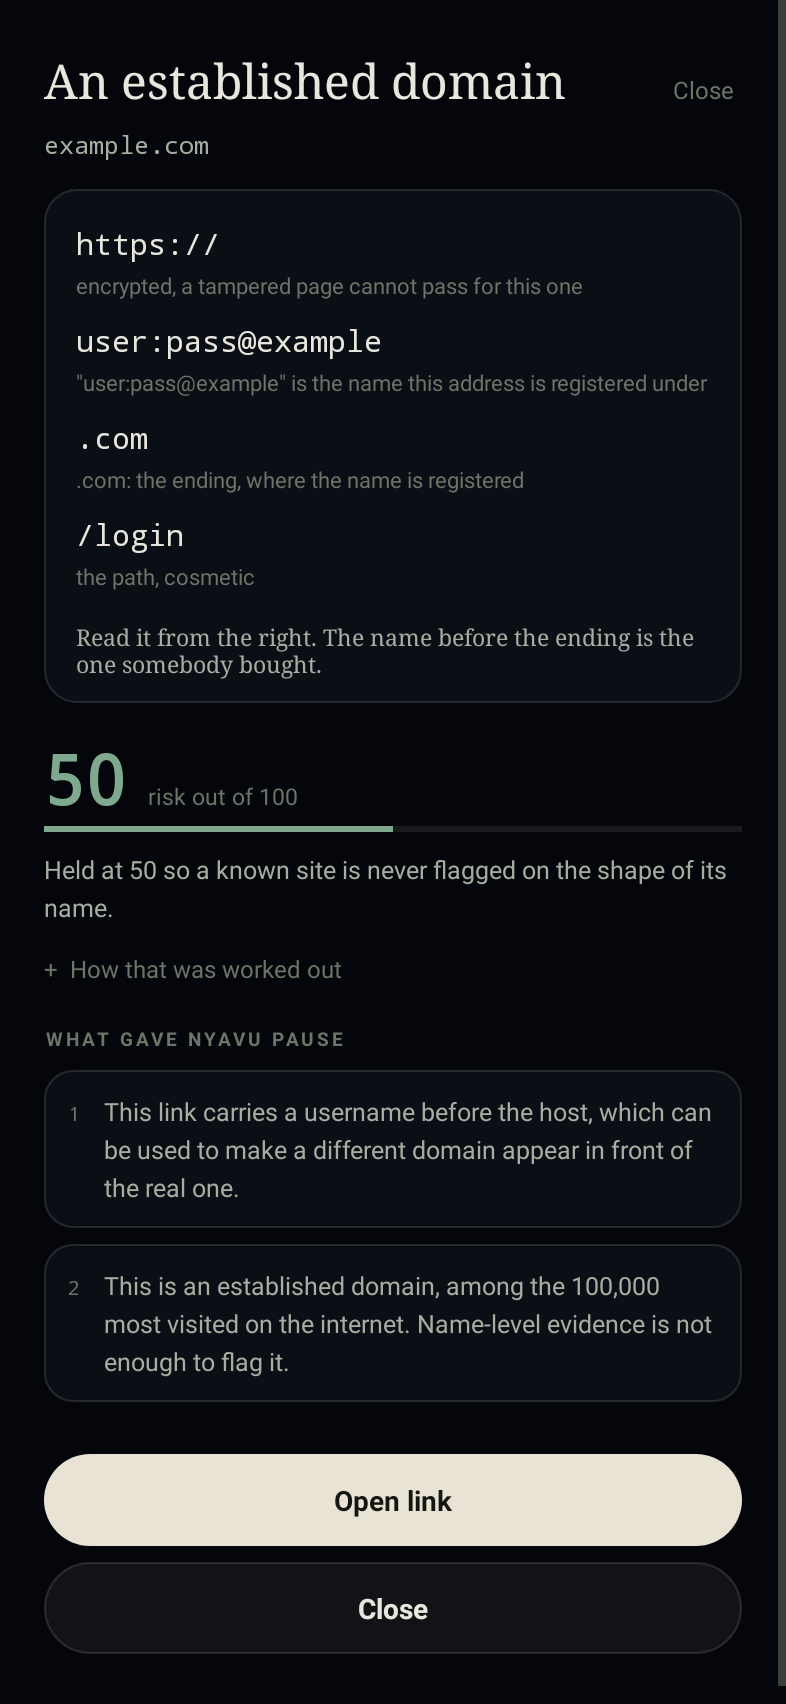 An established domain
Close
example.com
https://
encrypted, a tampered page cannot pass for this one
user:pass@example
"user:pass@example" is the name this address is registered under
.com
.com: the ending, where the name is registered
/login
the path, cosmetic
Read it from the right. The name before the ending is the
one somebody bought.
50 risk out of 100
Held at 50 so a known site is never flagged on the shape of its
name.
+ How that was worked out
WHAT GAVE NYAVU PAUSE
1 This link carries a username before the host, which can
be used to make a different domain appear in front of
the real one.
2 This is an established domain, among the 100,000
most visited on the internet. Name-level evidence is not
enough to flag it.
Open link
Close